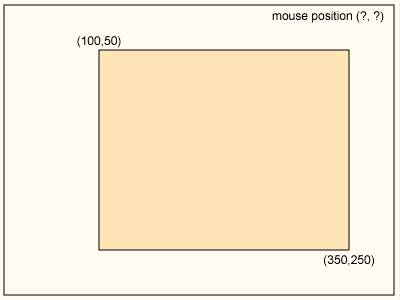 mouse position (?, ?)
(100,50)
(350,250)